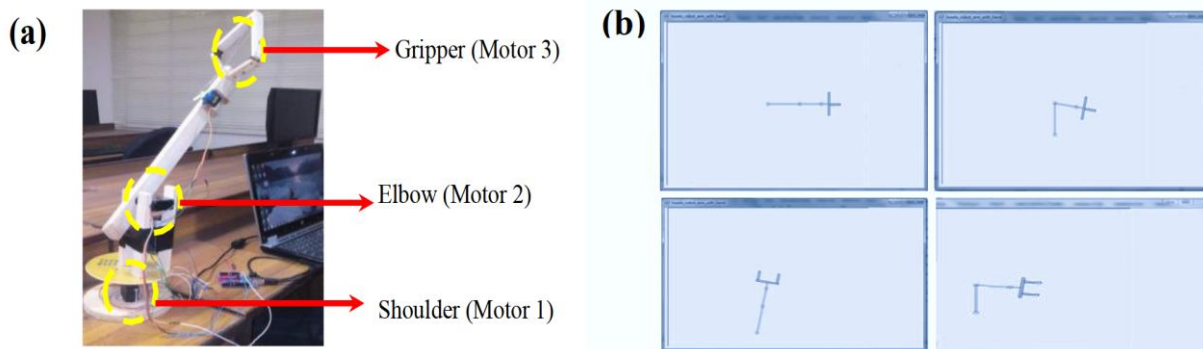 (a)
Gripper (Motor 3)
Elbow (Motor 2)
Shoulder (Motor 1)
(b)